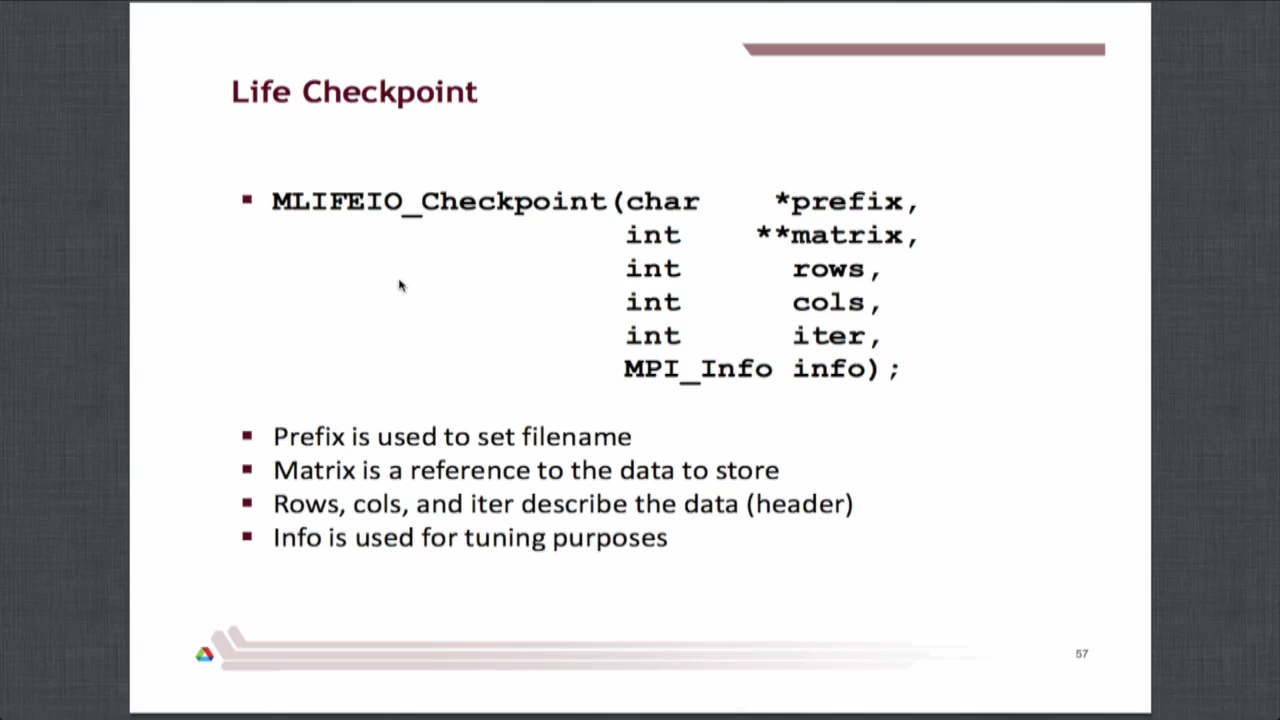 Life Checkpoint
▪ MLIFEIO_Checkpoint(char *prefix,
int **matrix,
int rows,
int cols,
int iter,
MPI_Info info);
▪ Prefix is used to set filename
▪ Matrix is a reference to the data to store
▪ Rows, cols, and iter describe the data (header)
▪ Info is used for tuning purposes
57